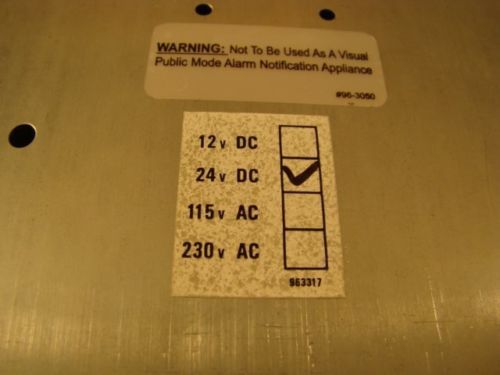 WARNING: Not To Be Used As A Visual
Public Mode Alarm Notification Appliance
#96-3050
12v DC
24v DC
115v AC
230v AC
963317